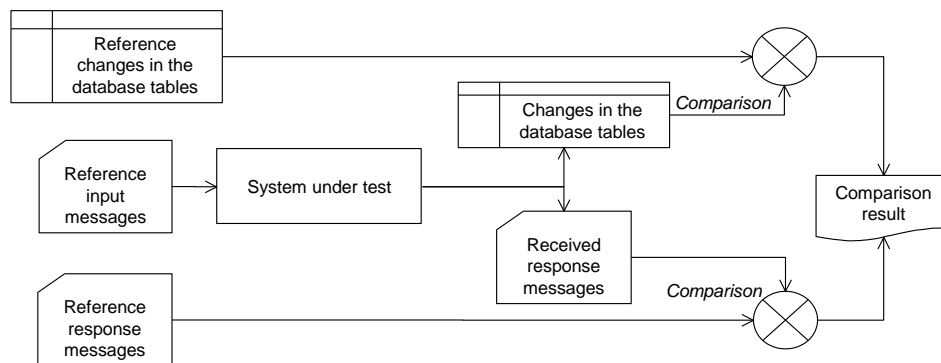 Reference
changes in the
database tables
Comparison
Changes in the
database tables
Reference
input
messages
System under test
Comparison
result
Received
response
messages
Comparison
Reference
response
messages